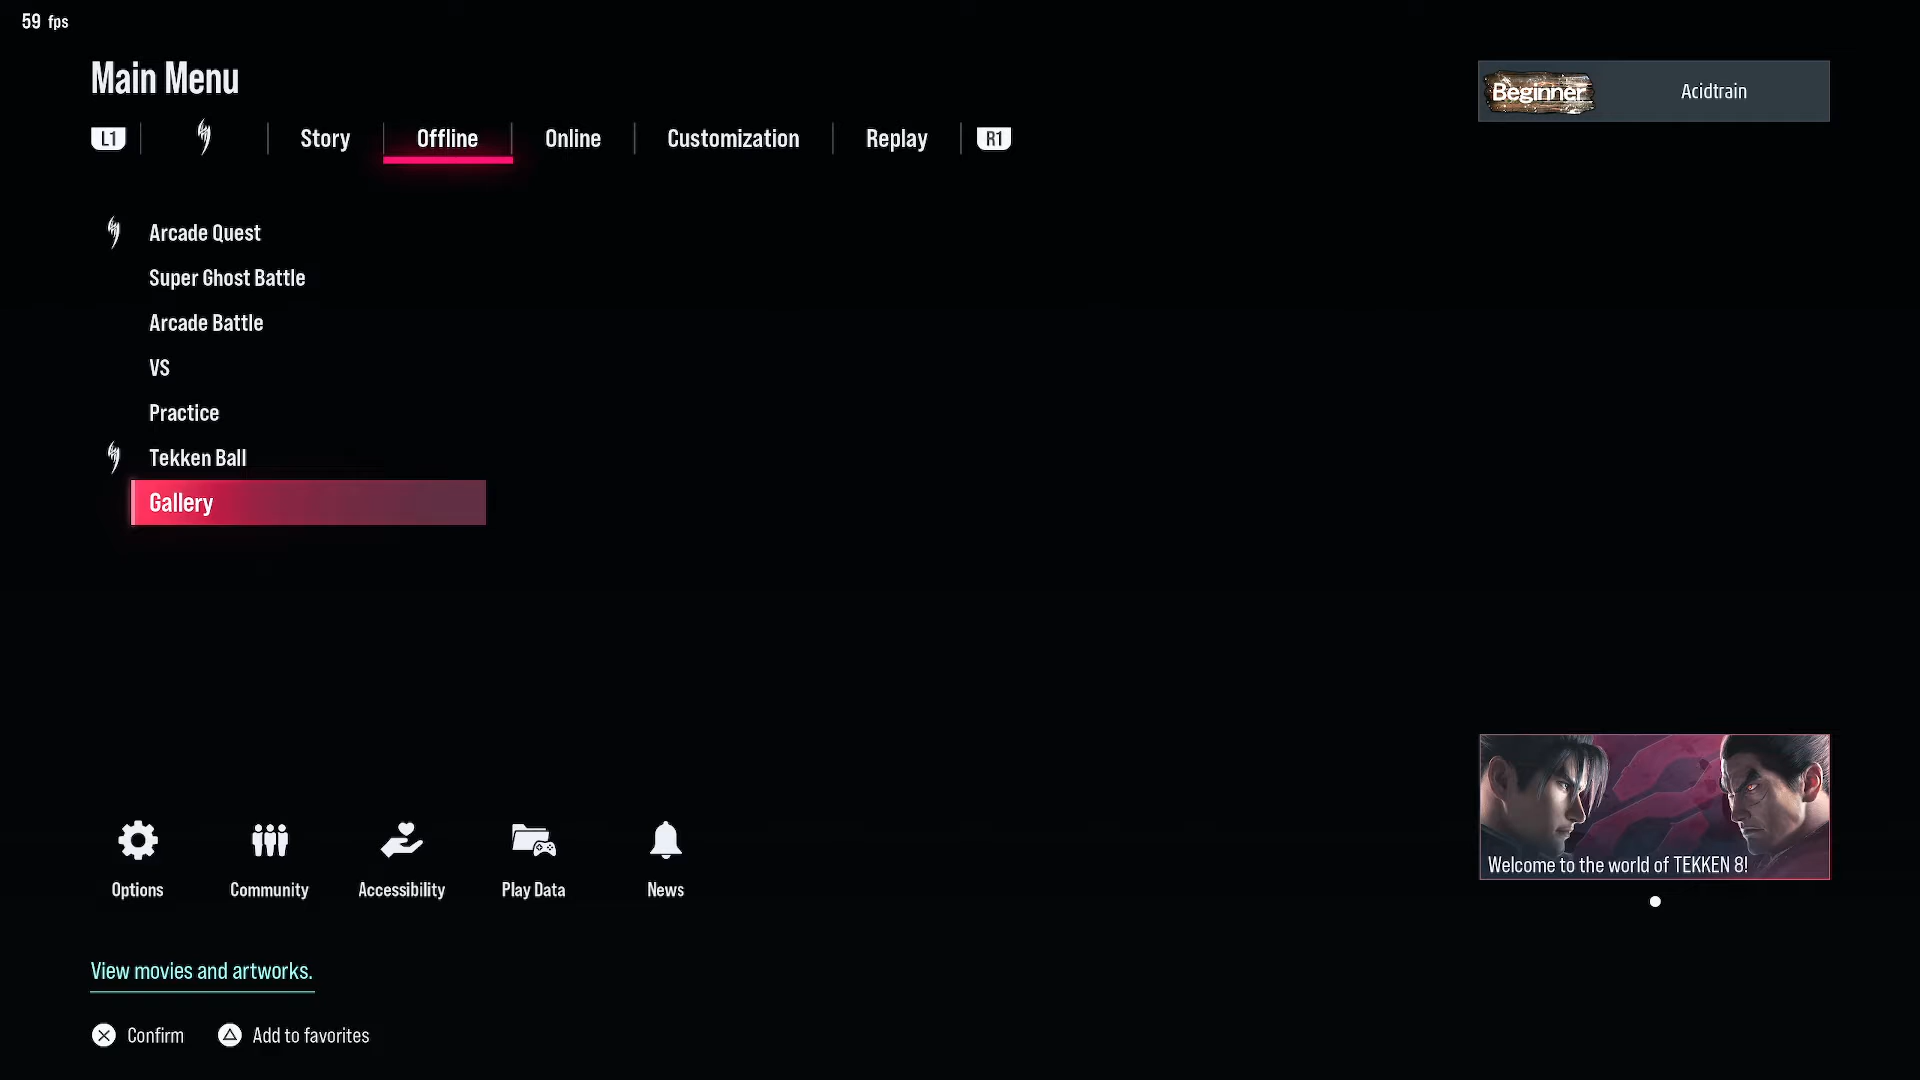 59 fps
Main Menu
Beginner Acidtrain
L1 Story Offline Online Customization Replay R1
Arcade Quest
Super Ghost Battle
Arcade Battle
VS
Practice
Tekken Ball
Gallery
Welcome to the world of TEKKEN 8!
Options Community Accessibility Play Data News
View movies and artworks.
Confirm Add to favorites